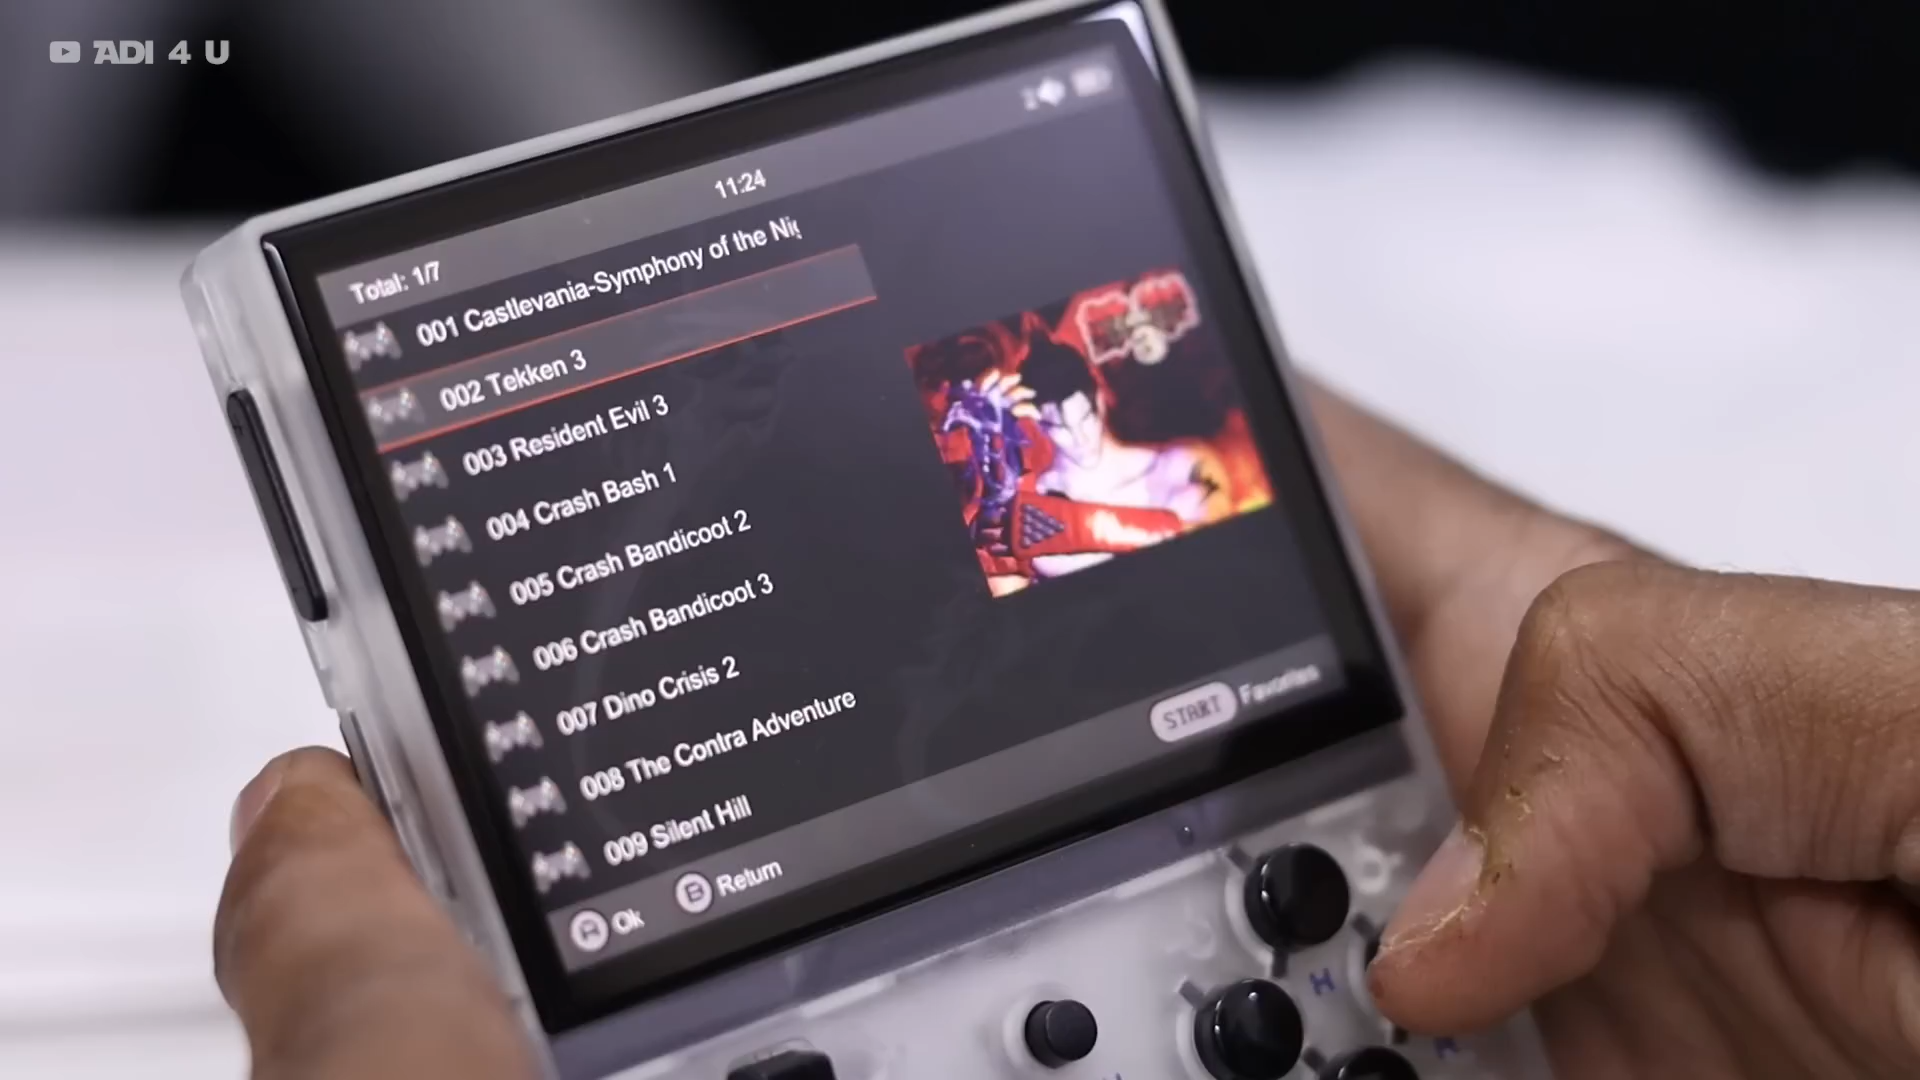 ADI 4 U
11:24
Total: 1/7
001 Castlevania-Symphony of the Nig
002 Tekken 3
003 Resident Evil 3
004 Crash Bash 1
005 Crash Bandicoot 2
006 Crash Bandicoot 3
007 Dino Crisis 2
008 The Contra Adventure
009 Silent Hill
START Favorites
A Ok B Return
3
H